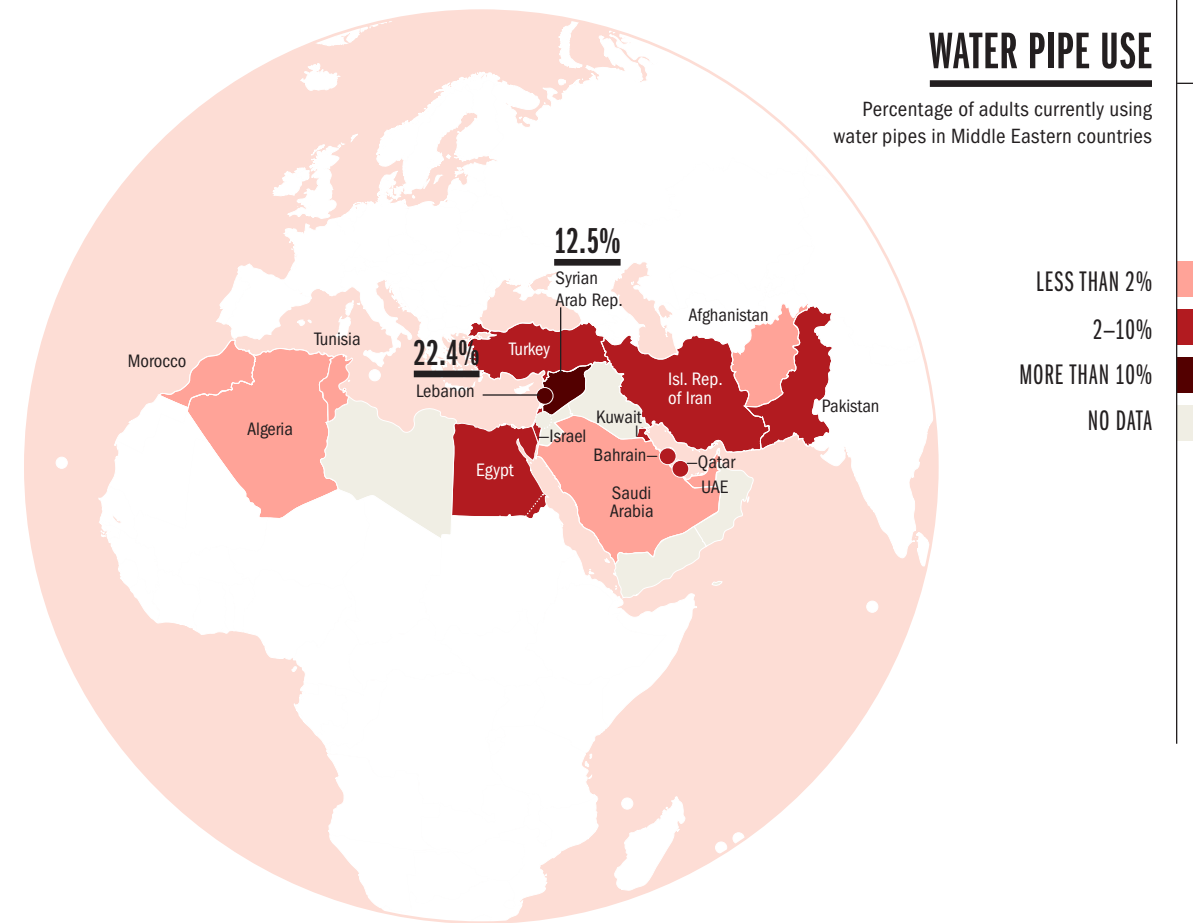 WATER PIPE USE
Percentage of adults currently using
water pipes in Middle Eastern countries
12.5%
Syrian
Arab Rep.
22.4%
Lebanon
LESS THAN 2%
2–10%
MORE THAN 10%
NO DATA
Afghanistan
Tunisia
Morocco
Turkey
Isl. Rep.
of Iran
Pakistan
Algeria
Kuwait
Israel
Bahrain
Qatar
Egypt
UAE
Saudi
Arabia